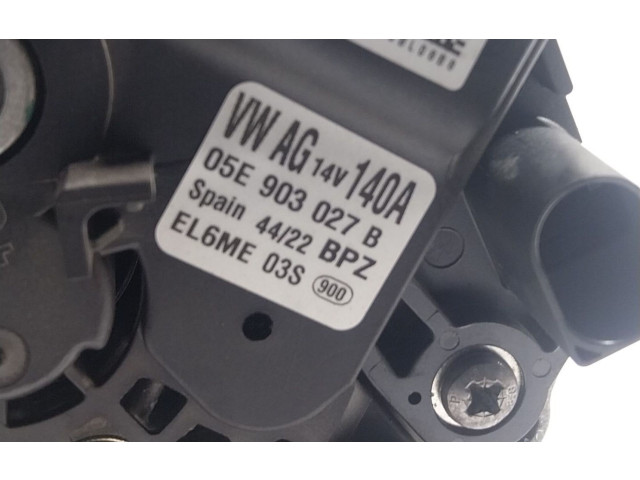 VW AG 14V 140A
05E 903 027 B
Spain 44/22 BPZ
EL6ME 03S 900